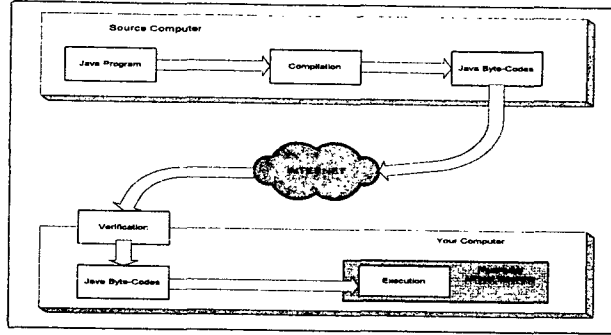 Source Computer
Java Program
Compilation
Java Byte-Codes
INTERNET
Verification
Your Computer
Java Byte-Codes
Execution